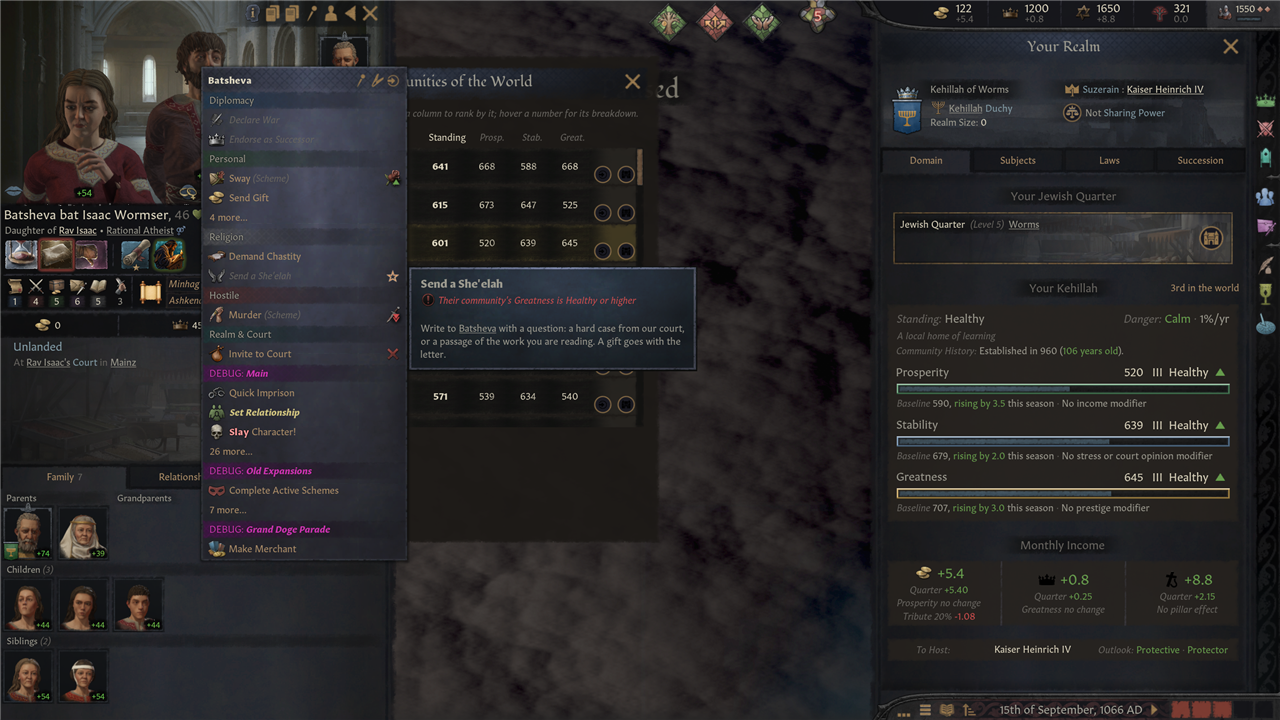 122
+5.4
1200
+0.8
1650
+8.8
321
0.0
1550
5
+54
Batsheva bat Isaac Wormser, 46
Daughter of Rav Isaac • Rational Atheist
1 4 5 6 5 3
Minhag
Ashken
0
45
Unlanded
At Rav Isaac's Court in Mainz
Family 7
Relationsh
Parents
Grandparents
+74
+39
Children (3)
+44
+44
+44
Siblings (2)
+54
+54
Batsheva
Diplomacy
Declare War
Endorse as Successor
Personal
Sway (Scheme)
Send Gift
4 more...
Religion
Demand Chastity
Send a She'elah
Hostile
Murder (Scheme)
Realm & Court
Invite to Court
DEBUG: Main
Quick Imprison
Set Relationship
Slay Character!
26 more...
DEBUG: Old Expansions
Complete Active Schemes
7 more...
DEBUG: Grand Doge Parade
Make Merchant
unities of the World
ed
column to rank by it; hover a number for its breakdown.
Standing Prosp. Stab. Great.
641 668 588 668
615 673 647 525
601 520 639 645
571 539 634 540
Send a She'elah
Their community's Greatness is Healthy or higher
Write to Batsheva with a question: a hard case from our court,
or a passage of the work you are reading. A gift goes with the
letter.
Your Realm
Kehillah of Worms
Kehillah Duchy
Realm Size: 0
Suzerain : Kaiser Heinrich IV
Not Sharing Power
Domain
Subjects
Laws
Succession
Your Jewish Quarter
Jewish Quarter (Level 5) Worms
Your Kehillah
3rd in the world
Standing: Healthy
Danger: Calm · 1%/yr
A local home of learning
Community History: Established in 960 (106 years old).
Prosperity 520 III Healthy
Baseline 590, rising by 3.5 this season · No income modifier
Stability 639 III Healthy
Baseline 679, rising by 2.0 this season · No stress or court opinion modifier
Greatness 645 III Healthy
Baseline 707, rising by 3.0 this season · No prestige modifier
Monthly Income
+5.4
Quarter +5.40
Prosperity no change
Tribute 20% -1.08
+0.8
Quarter +0.25
Greatness no change
+8.8
Quarter +2.15
No pillar effect
To Host: Kaiser Heinrich IV
Outlook: Protective · Protector
15th of September, 1066 AD